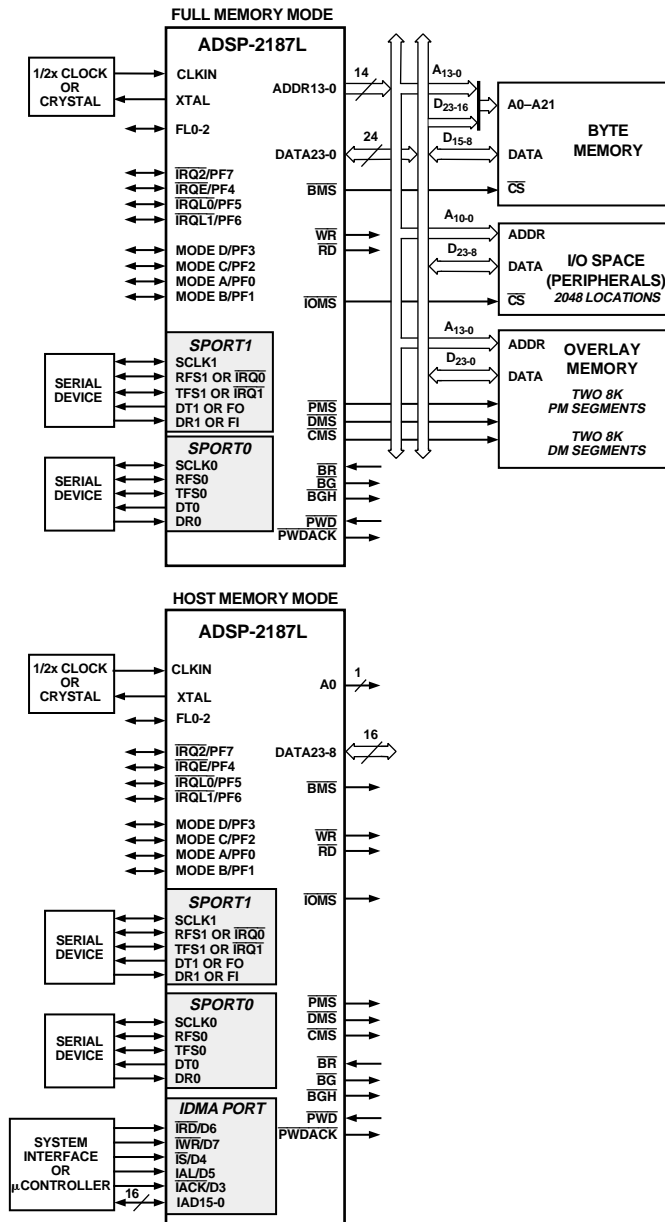 FULL MEMORY MODE
ADSP-2187L
1/2x CLOCK
OR
CRYSTAL
CLKIN
XTAL
FL0-2
IRQ2/PF7
IRQE/PF4
IRQL0/PF5
IRQL1/PF6
MODE D/PF3
MODE C/PF2
MODE A/PF0
MODE B/PF1
SERIAL
DEVICE
SPORT1
SCLK1
RFS1 OR IRQ0
TFS1 OR IRQ1
DT1 OR FO
DR1 OR FI
SERIAL
DEVICE
SPORT0
SCLK0
RFS0
TFS0
DT0
DR0
ADDR13-0
14
DATA23-0
24
BMS
WR
RD
IOMS
PMS
DMS
CMS
BR
BG
BGH
PWD
PWDACK
A13-0
D23-16
D15-8
A0–A21
DATA
CS
BYTE
MEMORY
A10-0
D23-8
ADDR
DATA
CS
I/O SPACE
(PERIPHERALS)
2048 LOCATIONS
A13-0
D23-0
ADDR
DATA
OVERLAY
MEMORY
TWO 8K
PM SEGMENTS
TWO 8K
DM SEGMENTS
HOST MEMORY MODE
ADSP-2187L
1/2x CLOCK
OR
CRYSTAL
CLKIN
XTAL
FL0-2
IRQ2/PF7
IRQE/PF4
IRQL0/PF5
IRQL1/PF6
MODE D/PF3
MODE C/PF2
MODE A/PF0
MODE B/PF1
SERIAL
DEVICE
SPORT1
SCLK1
RFS1 OR IRQ0
TFS1 OR IRQ1
DT1 OR FO
DR1 OR FI
SERIAL
DEVICE
SPORT0
SCLK0
RFS0
TFS0
DT0
DR0
SYSTEM
INTERFACE
OR
µCONTROLLER
16
IDMA PORT
IRD/D6
IWR/D7
IS/D4
IAL/D5
IACK/D3
IAD15-0
A0
1
DATA23-8
16
BMS
WR
RD
IOMS
PMS
DMS
CMS
BR
BG
BGH
PWD
PWDACK